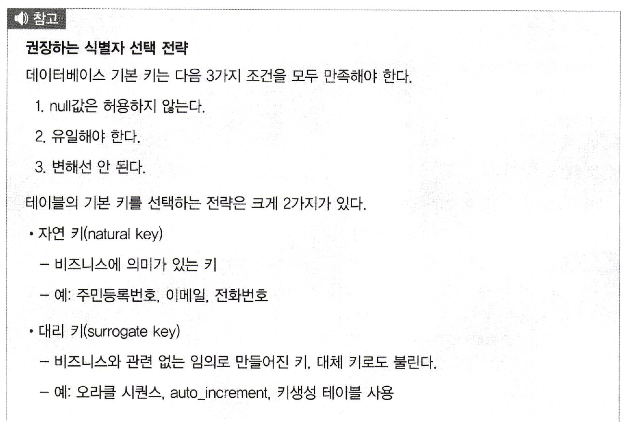 참고
권장하는 식별자 선택 전략
데이터베이스 기본 키는 다음 3가지 조건을 모두 만족해야 한다.
1. null값은 허용하지 않는다.
2. 유일해야 한다.
3. 변해선 안 된다.
테이블의 기본 키를 선택하는 전략은 크게 2가지가 있다.
• 자연 키(natural key)
– 비즈니스에 의미가 있는 키
– 예: 주민등록번호, 이메일, 전화번호
• 대리 키(surrogate key)
– 비즈니스와 관련 없는 임의로 만들어진 키, 대체 키로도 불린다.
– 예: 오라클 시퀀스, auto_increment, 키생성 테이블 사용